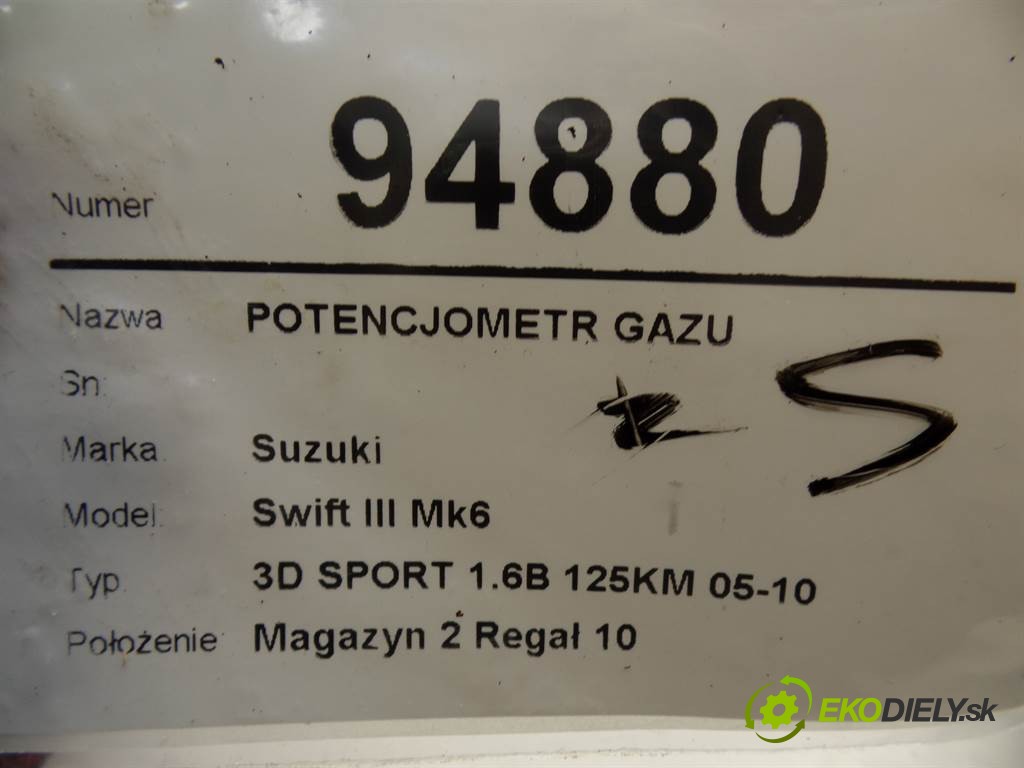 Numer 94880
Nazwa POTENCJOMETR GAZU
Sn:
Marka Suzuki
Model: Swift III Mk6
Typ 3D SPORT 1.6B 125KM 05-10
Położenie: Magazyn 2 Regał 10
S
EKODIELY.sk